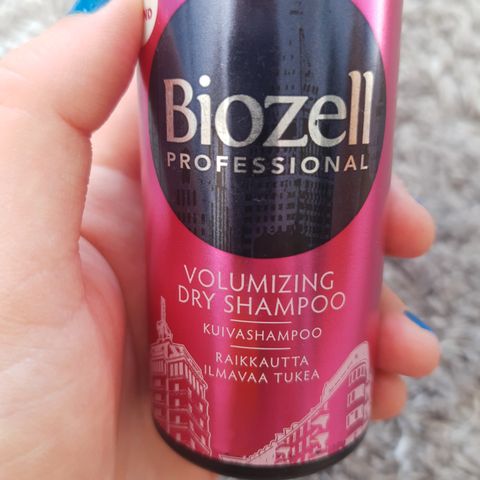 Biozell
PROFESSIONAL
VOLUMIZING
DRY SHAMPOO
KUIVASHAMPOO
RAIKKAUTTA
ILMAVAA TUKEA